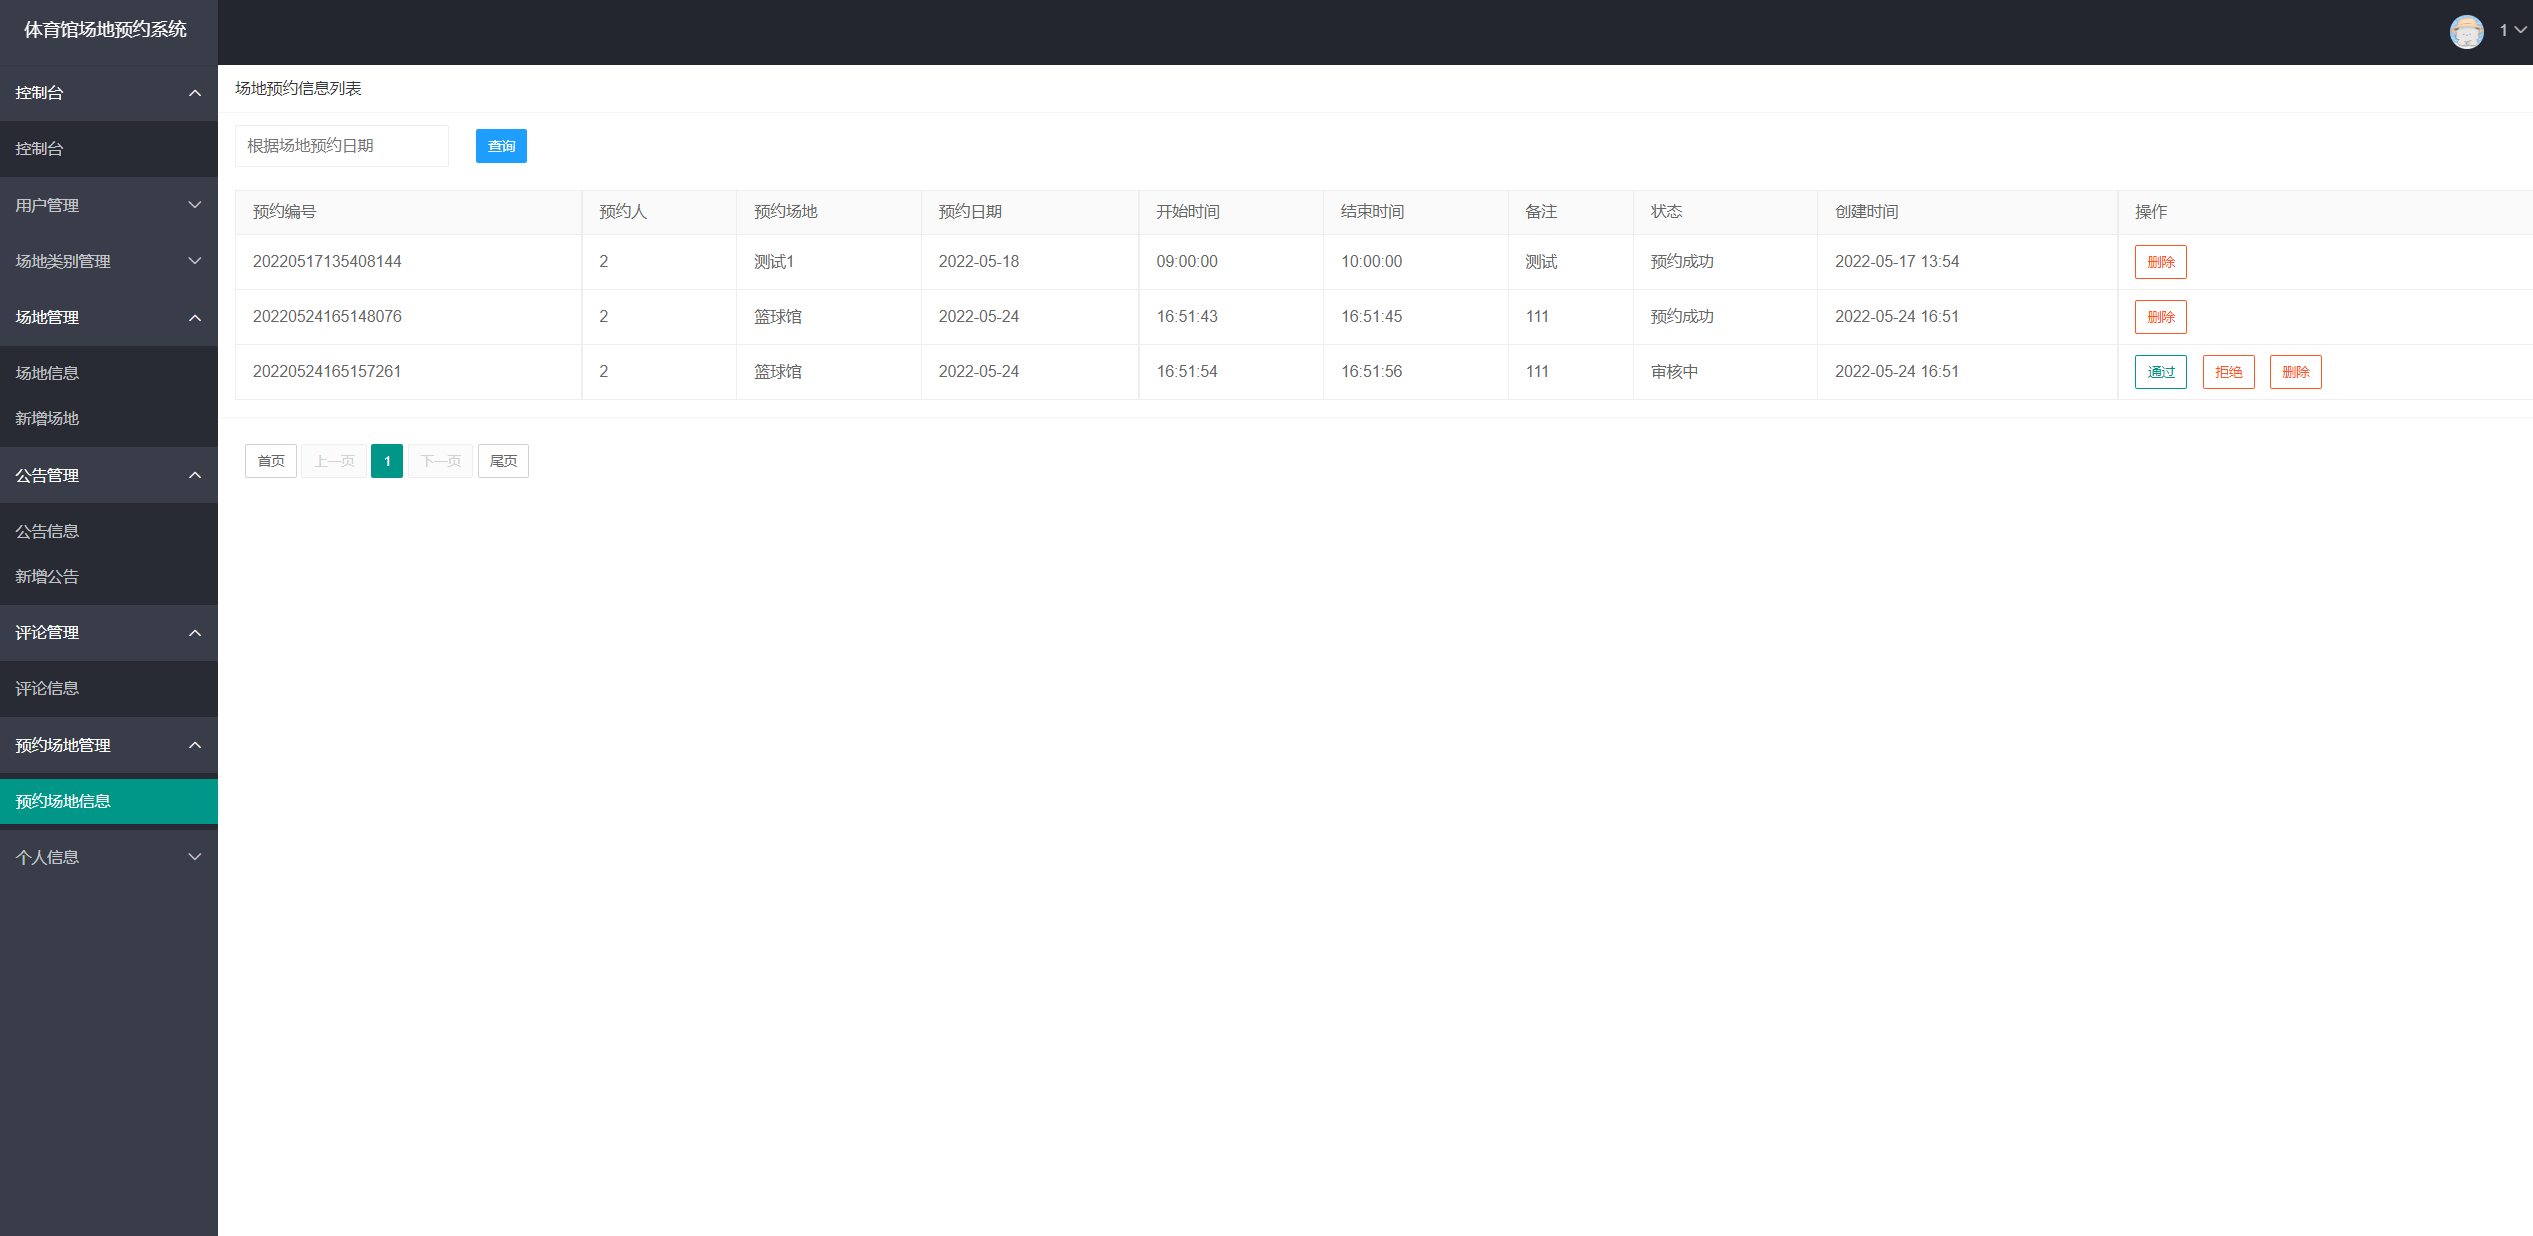 体育馆场地预约系统
1
控制台
控制台
用户管理
场地类别管理
场地管理
场地信息
新增场地
公告管理
公告信息
新增公告
评论管理
评论信息
预约场地管理
预约场地信息
个人信息
场地预约信息列表
根据场地预约日期 查询
预约编号 预约人 预约场地 预约日期 开始时间 结束时间 备注 状态 创建时间 操作
20220517135408144 2 测试1 2022-05-18 09:00:00 10:00:00 测试 预约成功 2022-05-17 13:54 删除
20220524165148076 2 篮球馆 2022-05-24 16:51:43 16:51:45 111 预约成功 2022-05-24 16:51 删除
20220524165157261 2 篮球馆 2022-05-24 16:51:54 16:51:56 111 审核中 2022-05-24 16:51 通过 拒绝 删除
首页 上一页 1 下一页 尾页